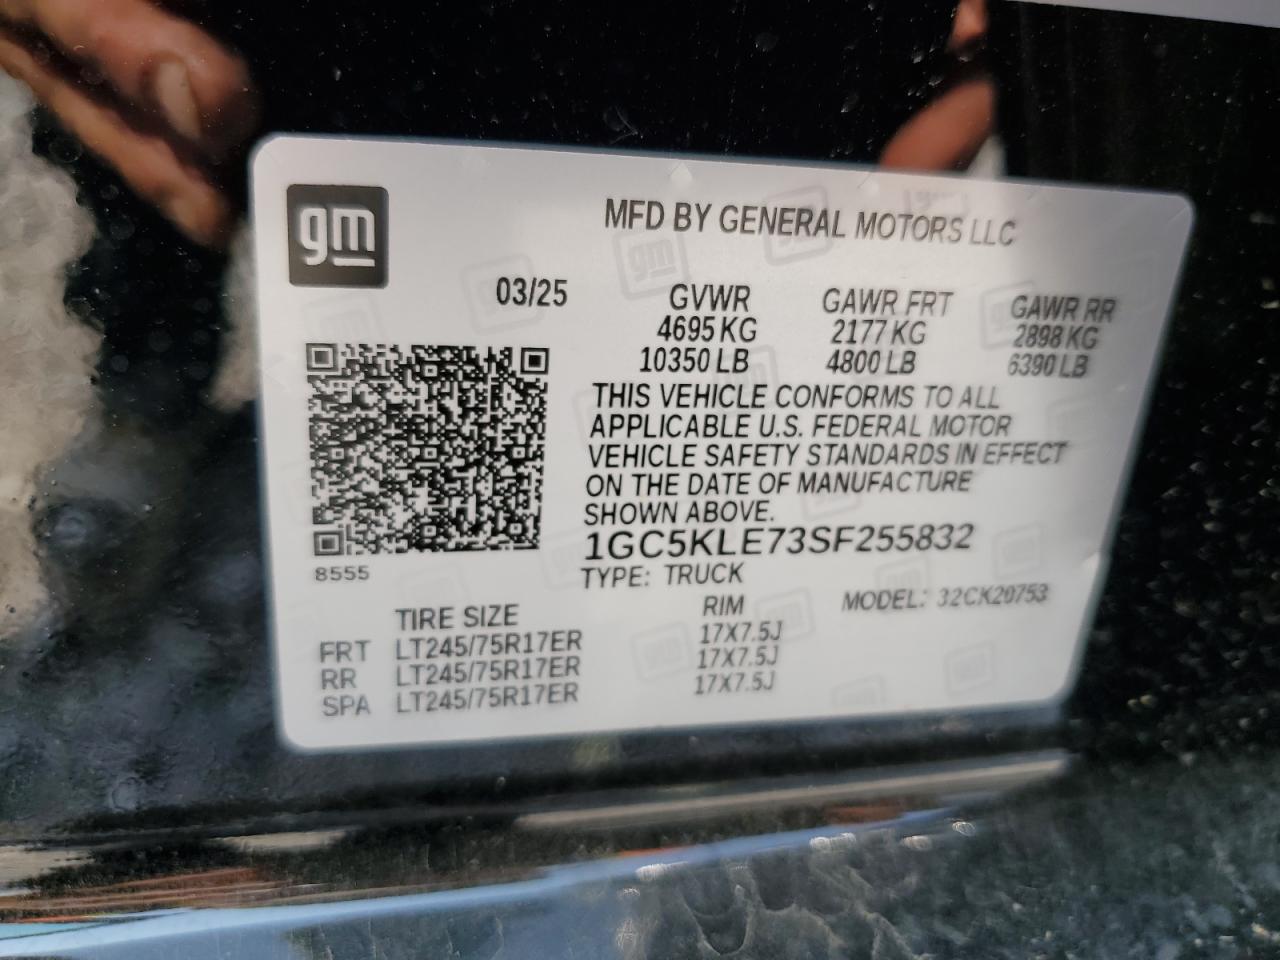 gm
MFD BY GENERAL MOTORS LLC
03/25
GVWR GAWR FRT GAWR RR
4695 KG 2177 KG 2898 KG
10350 LB 4800 LB 6390 LB
THIS VEHICLE CONFORMS TO ALL
APPLICABLE U.S. FEDERAL MOTOR
VEHICLE SAFETY STANDARDS IN EFFECT
ON THE DATE OF MANUFACTURE
SHOWN ABOVE.
1GC5KLE73SF255832
8555
TYPE: TRUCK
MODEL: 32CK20753
TIRE SIZE RIM
FRT LT245/75R17ER 17X7.5J
RR LT245/75R17ER 17X7.5J
SPA LT245/75R17ER 17X7.5J